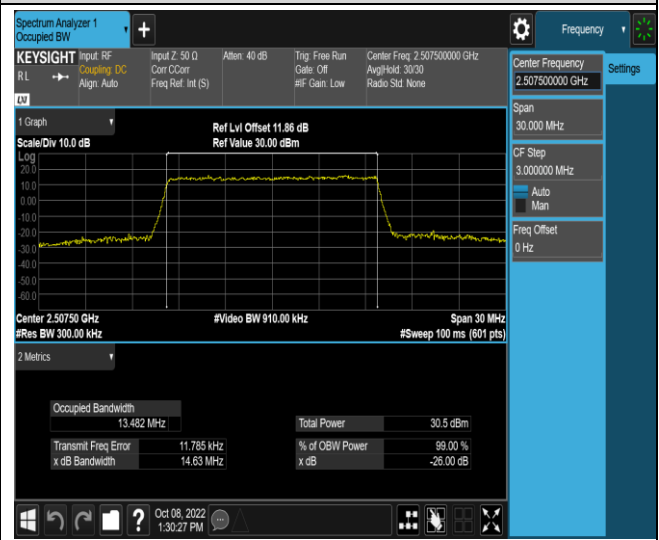 Spectrum Analyzer 1
Occupied BW
+
Frequency
KEYSIGHT
RL
Input: RF
Coupling: DC
Align: Auto
Input Z: 50 Ω
Corr CCorr
Freq Ref: Int (S)
Atten: 40 dB
Trig: Free Run
Gate: Off
#IF Gain: Low
Center Freq: 2.507500000 GHz
Avg|Hold: 30/30
Radio Std: None
LXI
Center Frequency
2.507500000 GHz
Settings
Span
30.000 MHz
CF Step
3.000000 MHz
Auto
Man
Freq Offset
0 Hz
1 Graph
Scale/Div 10.0 dB
Ref Lvl Offset 11.86 dB
Ref Value 30.00 dBm
Log
20.0
10.0
0.00
-10.0
-20.0
-30.0
-40.0
-50.0
-60.0
Center 2.50750 GHz
#Res BW 300.00 kHz
#Video BW 910.00 kHz
Span 30 MHz
#Sweep 100 ms (601 pts)
2 Metrics
Occupied Bandwidth
13.482 MHz
Total Power 30.5 dBm
Transmit Freq Error 11.785 kHz
% of OBW Power 99.00 %
x dB Bandwidth 14.63 MHz
x dB -26.00 dB
?
Oct 08, 2022
1:30:27 PM